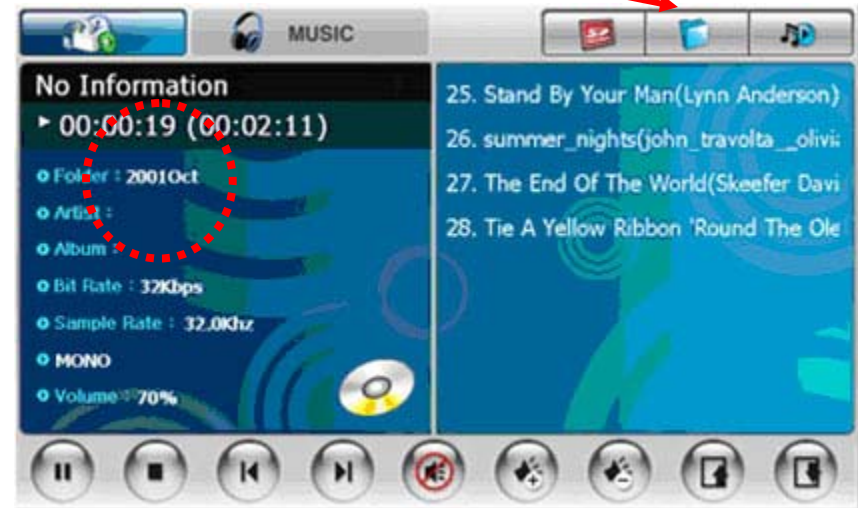 MUSIC
SD
No Information
00:00:19 (00:02:11)
Folder : 2001Oct
Artist :
Album :
Bit Rate : 32Kbps
Sample Rate : 32.0Khz
MONO
Volume : 70%
25. Stand By Your Man(Lynn Anderson)
26. summer_nights(john_travolta__olivi
27. The End Of The World(Skeefer Davi
28. Tie A Yellow Ribbon 'Round The Ole